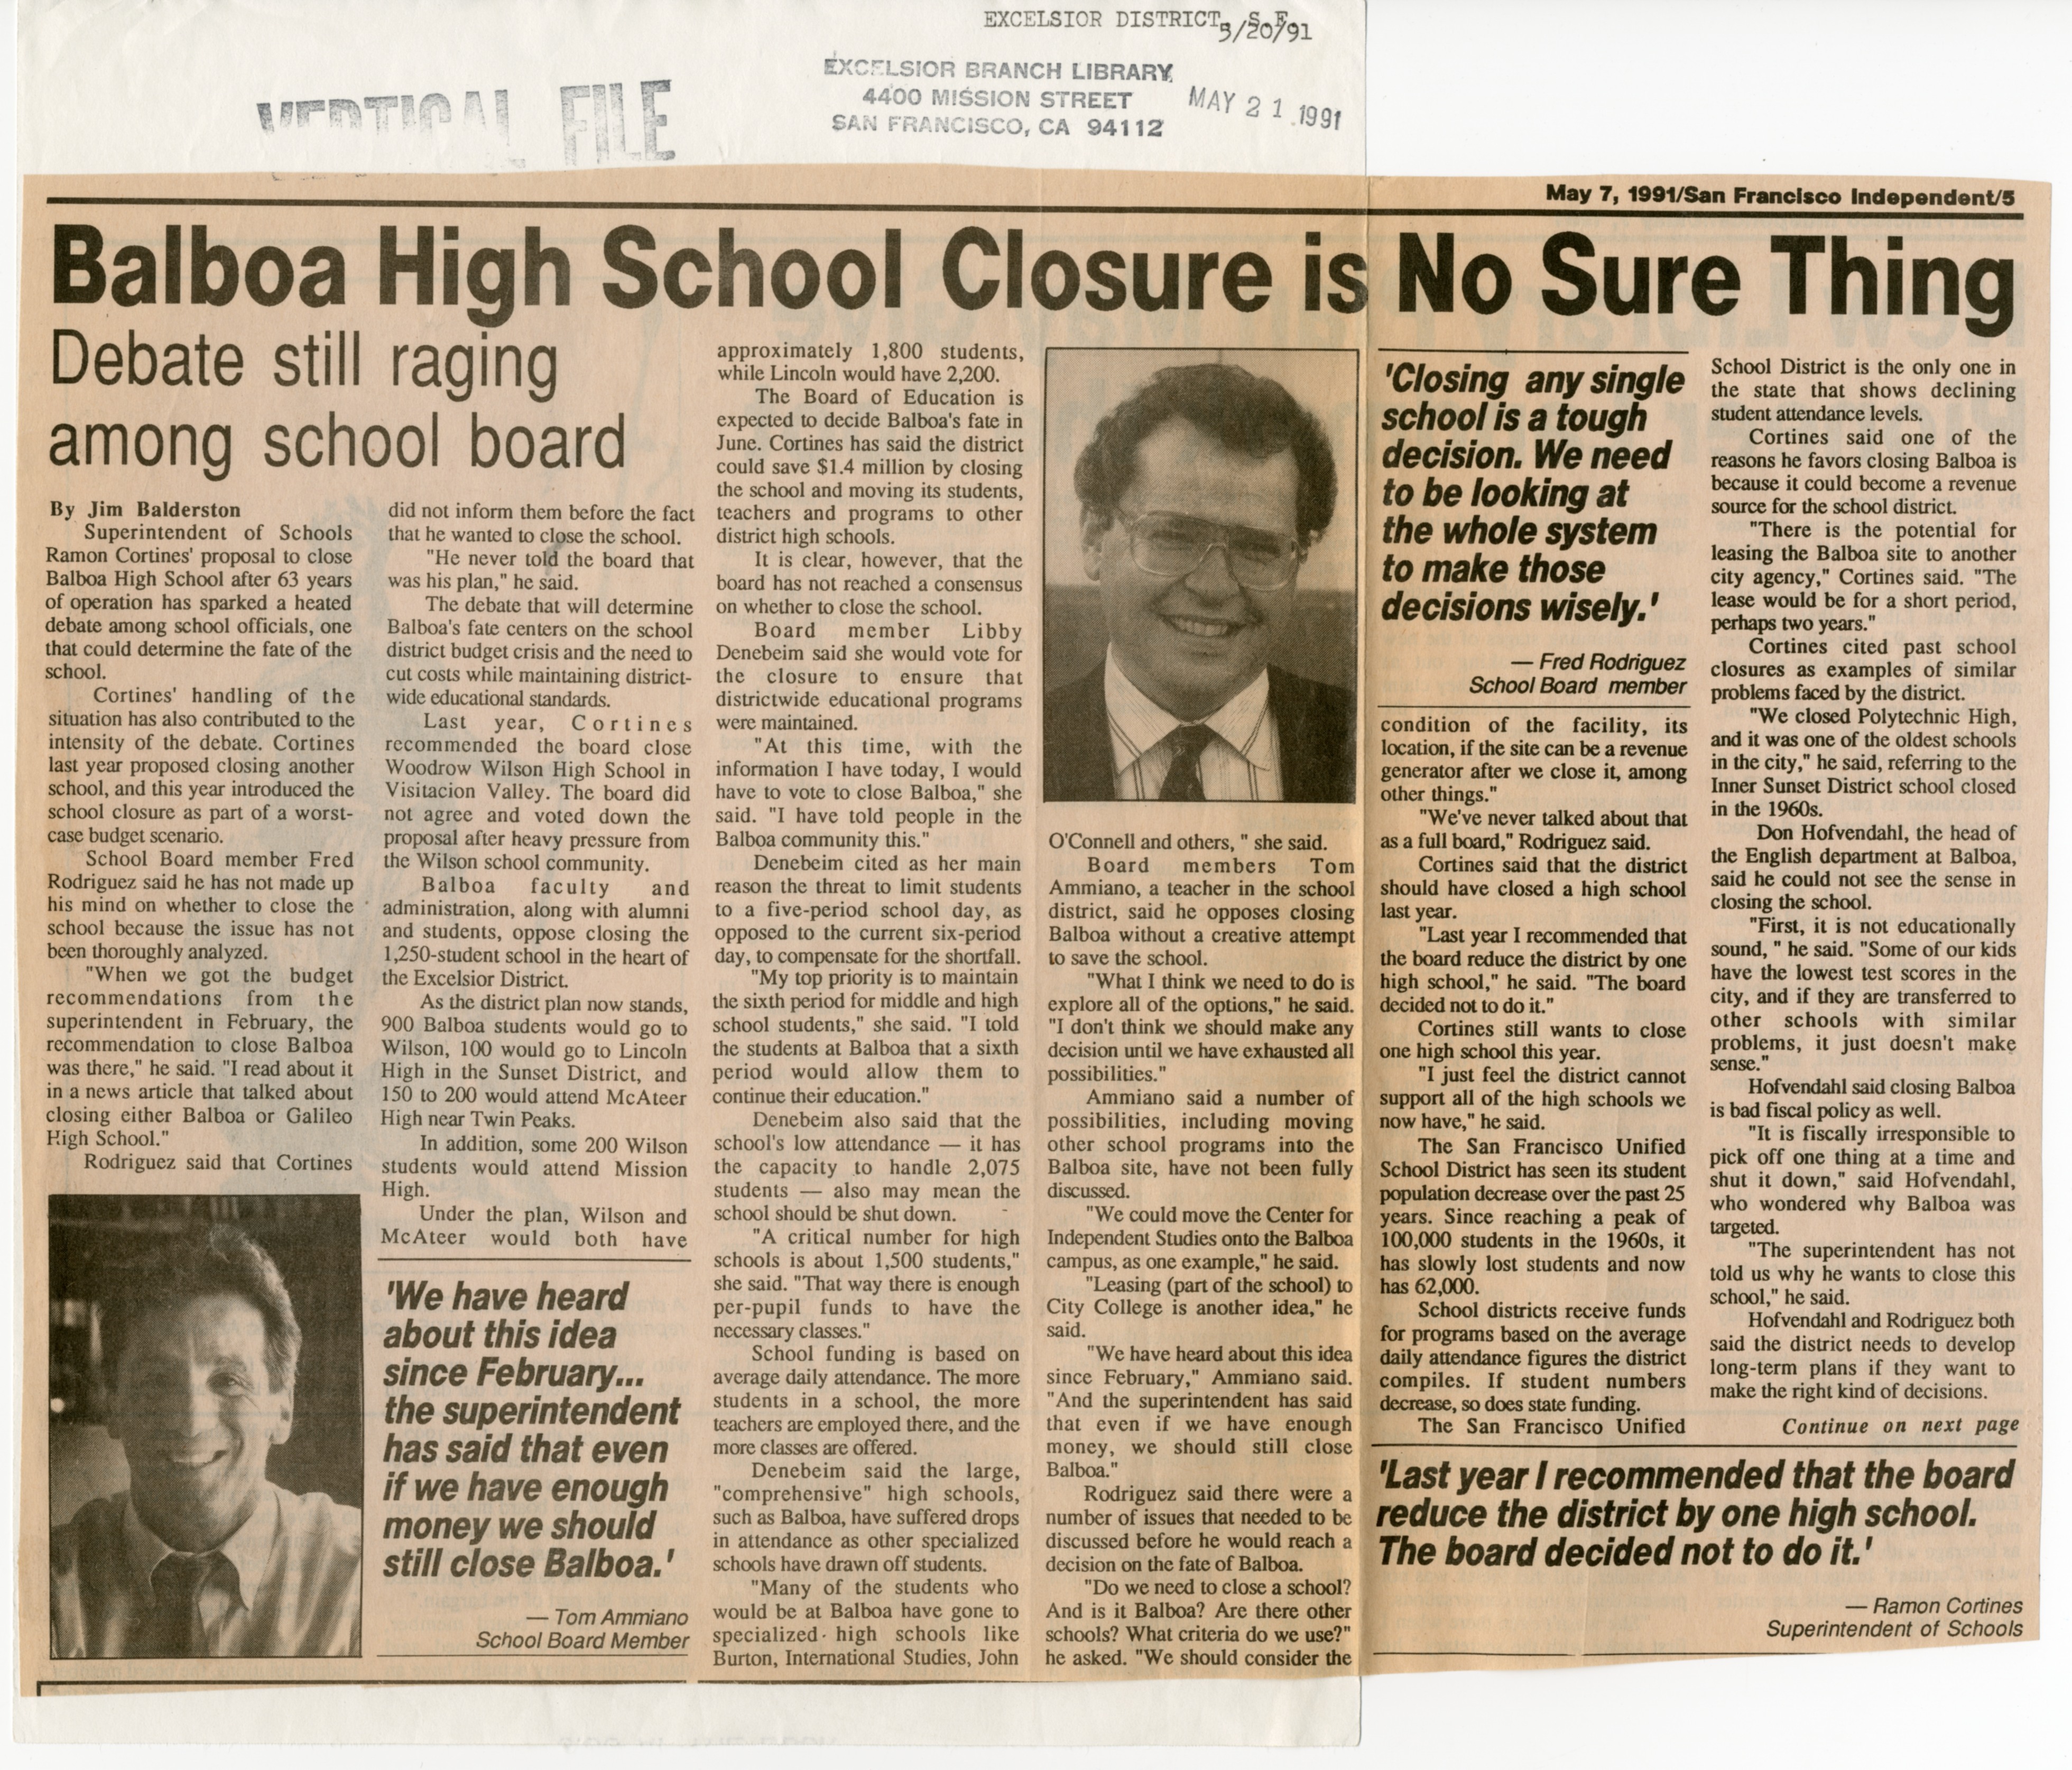 EXCELSIOR DISTRICT, S.F.
5/20/91
EXCELSIOR BRANCH LIBRARY
4400 MISSION STREET
SAN FRANCISCO, CA 94112
MAY 21 1991
VERTICAL FILE
May 7, 1991/San Francisco Independent/5
Balboa High School Closure is No Sure Thing
Debate still raging
among school board
By Jim Balderston
Superintendent of Schools
Ramon Cortines' proposal to close
Balboa High School after 63 years
of operation has sparked a heated
debate among school officials, one
that could determine the fate of the
school.
Cortines' handling of the
situation has also contributed to the
intensity of the debate. Cortines
last year proposed closing another
school, and this year introduced the
school closure as part of a worst-
case budget scenario.
School Board member Fred
Rodriguez said he has not made up
his mind on whether to close the
school because the issue has not
been thoroughly analyzed.
"When we got the budget
recommendations from the
superintendent in February, the
recommendation to close Balboa
was there," he said. "I read about it
in a news article that talked about
closing either Balboa or Galileo
High School."
Rodriguez said that Cortines
did not inform them before the fact
that he wanted to close the school.
"He never told the board that
was his plan," he said.
The debate that will determine
Balboa's fate centers on the school
district budget crisis and the need to
cut costs while maintaining district-
wide educational standards.
Last year, Cortines
recommended the board close
Woodrow Wilson High School in
Visitacion Valley. The board did
not agree and voted down the
proposal after heavy pressure from
the Wilson school community.
Balboa faculty and
administration, along with alumni
and students, oppose closing the
1,250-student school in the heart of
the Excelsior District.
As the district plan now stands,
900 Balboa students would go to
Wilson, 100 would go to Lincoln
High in the Sunset District, and
150 to 200 would attend McAteer
High near Twin Peaks.
In addition, some 200 Wilson
students would attend Mission
High.
Under the plan, Wilson and
McAteer would both have
'We have heard
about this idea
since February...
the superintendent
has said that even
if we have enough
money we should
still close Balboa.'
— Tom Ammiano
School Board Member
approximately 1,800 students,
while Lincoln would have 2,200.
The Board of Education is
expected to decide Balboa's fate in
June. Cortines has said the district
could save $1.4 million by closing
the school and moving its students,
teachers and programs to other
district high schools.
It is clear, however, that the
board has not reached a consensus
on whether to close the school.
Board member Libby
Denebeim said she would vote for
the closure to ensure that
districtwide educational programs
were maintained.
"At this time, with the
information I have today, I would
have to vote to close Balboa," she
said. "I have told people in the
Balboa community this."
Denebeim cited as her main
reason the threat to limit students
to a five-period school day, as
opposed to the current six-period
day, to compensate for the shortfall.
"My top priority is to maintain
the sixth period for middle and high
school students," she said. "I told
the students at Balboa that a sixth
period would allow them to
continue their education."
Denebeim also said that the
school's low attendance — it has
the capacity to handle 2,075
students — also may mean the
school should be shut down.
"A critical number for high
schools is about 1,500 students,"
she said. "That way there is enough
per-pupil funds to have the
necessary classes."
School funding is based on
average daily attendance. The more
students in a school, the more
teachers are employed there, and the
more classes are offered.
Denebeim said the large,
"comprehensive" high schools,
such as Balboa, have suffered drops
in attendance as other specialized
schools have drawn off students.
"Many of the students who
would be at Balboa have gone to
specialized high schools like
Burton, International Studies, John
O'Connell and others, " she said.
Board members Tom
Ammiano, a teacher in the school
district, said he opposes closing
Balboa without a creative attempt
to save the school.
"What I think we need to do is
explore all of the options," he said.
"I don't think we should make any
decision until we have exhausted all
possibilities."
Ammiano said a number of
possibilities, including moving
other school programs into the
Balboa site, have not been fully
discussed.
"We could move the Center for
Independent Studies onto the Balboa
campus, as one example," he said.
"Leasing (part of the school) to
City College is another idea," he
said.
"We have heard about this idea
since February," Ammiano said.
"And the superintendent has said
that even if we have enough
money, we should still close
Balboa."
Rodriguez said there were a
number of issues that needed to be
discussed before he would reach a
decision on the fate of Balboa.
"Do we need to close a school?
And is it Balboa? Are there other
schools? What criteria do we use?"
he asked. "We should consider the
'Closing any single
school is a tough
decision. We need
to be looking at
the whole system
to make those
decisions wisely.'
— Fred Rodriguez
School Board member
condition of the facility, its
location, if the site can be a revenue
generator after we close it, among
other things."
"We've never talked about that
as a full board," Rodriguez said.
Cortines said that the district
should have closed a high school
last year.
"Last year I recommended that
the board reduce the district by one
high school," he said. "The board
decided not to do it."
Cortines still wants to close
one high school this year.
"I just feel the district cannot
support all of the high schools we
now have," he said.
The San Francisco Unified
School District has seen its student
population decrease over the past 25
years. Since reaching a peak of
100,000 students in the 1960s, it
has slowly lost students and now
has 62,000.
School districts receive funds
for programs based on the average
daily attendance figures the district
compiles. If student numbers
decrease, so does state funding.
The San Francisco Unified
School District is the only one in
the state that shows declining
student attendance levels.
Cortines said one of the
reasons he favors closing Balboa is
because it could become a revenue
source for the school district.
"There is the potential for
leasing the Balboa site to another
city agency," Cortines said. "The
lease would be for a short period,
perhaps two years."
Cortines cited past school
closures as examples of similar
problems faced by the district.
"We closed Polytechnic High,
and it was one of the oldest schools
in the city," he said, referring to the
Inner Sunset District school closed
in the 1960s.
Don Hofvendahl, the head of
the English department at Balboa,
said he could not see the sense in
closing the school.
"First, it is not educationally
sound, " he said. "Some of our kids
have the lowest test scores in the
city, and if they are transferred to
other schools with similar
problems, it just doesn't make
sense."
Hofvendahl said closing Balboa
is bad fiscal policy as well.
"It is fiscally irresponsible to
pick off one thing at a time and
shut it down," said Hofvendahl,
who wondered why Balboa was
targeted.
"The superintendent has not
told us why he wants to close this
school," he said.
Hofvendahl and Rodriguez both
said the district needs to develop
long-term plans if they want to
make the right kind of decisions.
Continue on next page
'Last year I recommended that the board
reduce the district by one high school.
The board decided not to do it.'
— Ramon Cortines
Superintendent of Schools